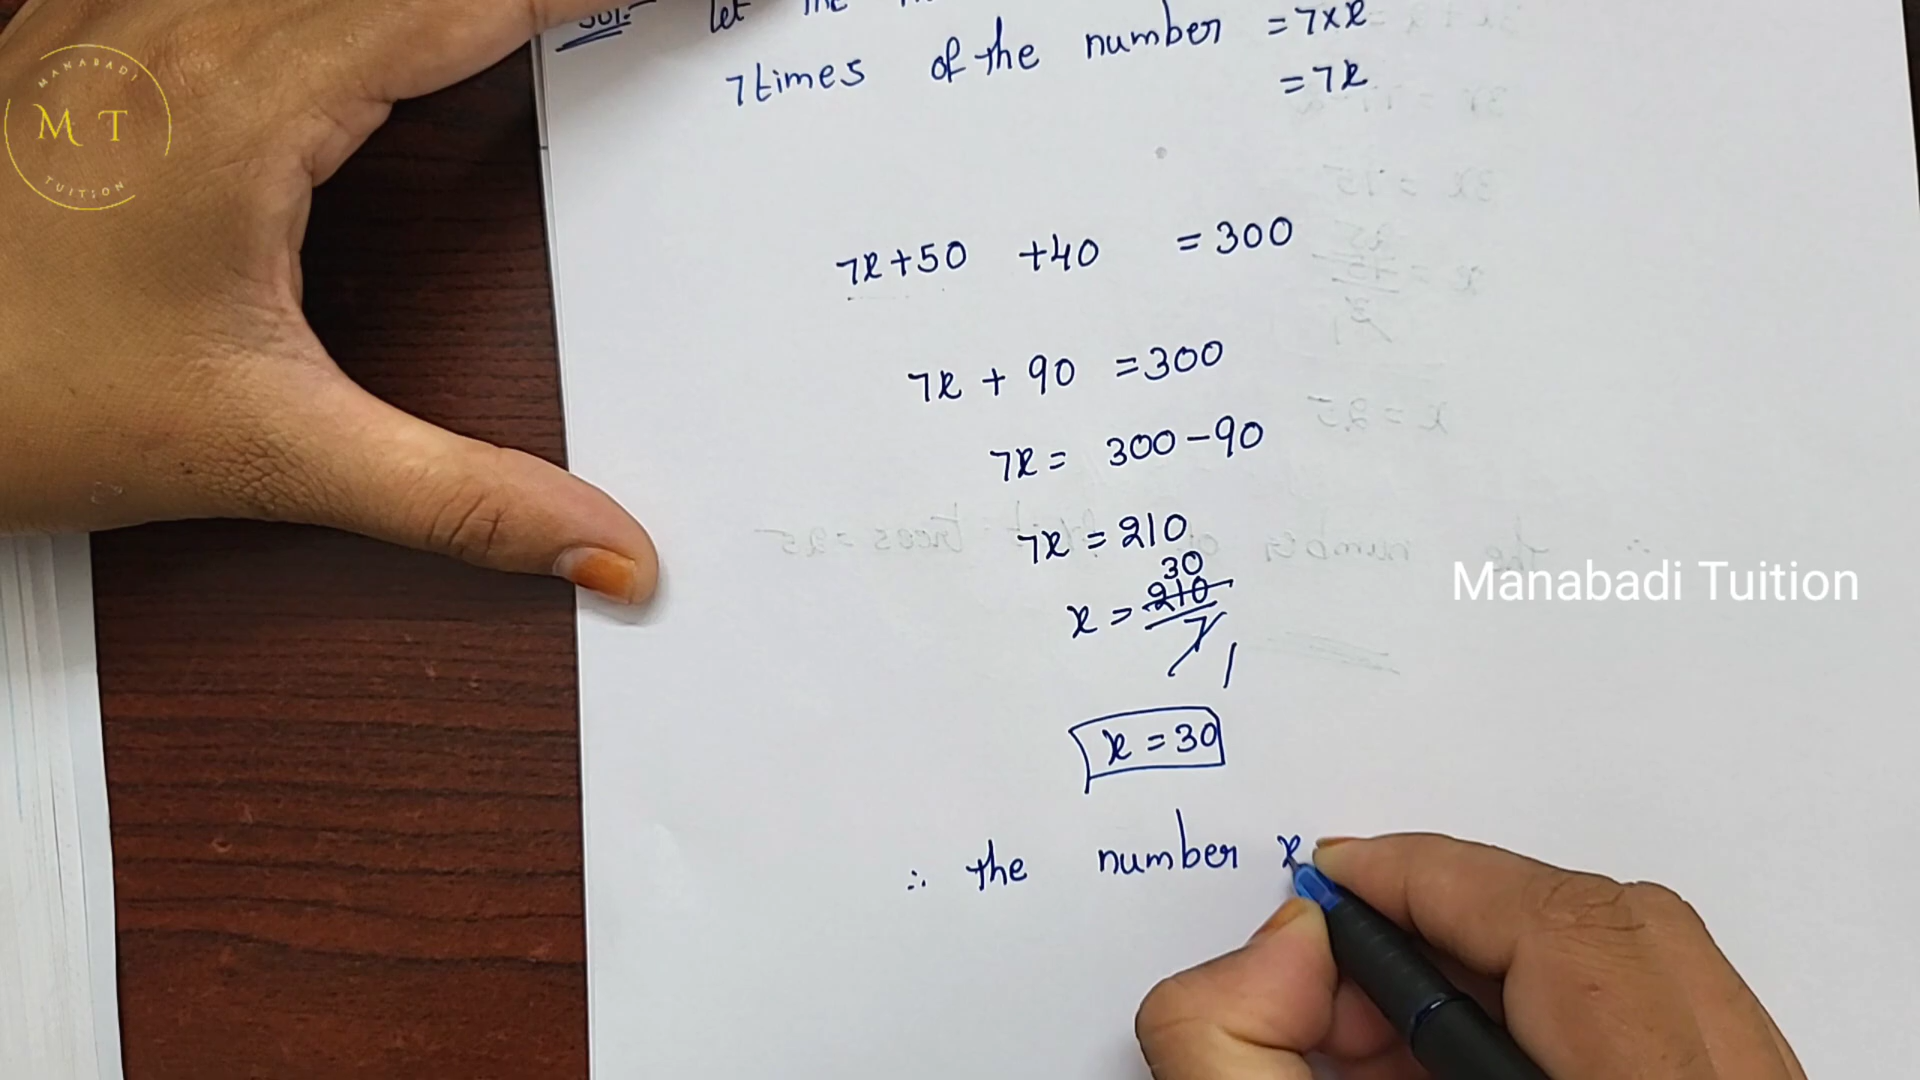 MANABADI
M T
TUITION
Sol:- let the
7times of the number = 7×x
= 7x
7x+50 +40 = 300
7x + 90 = 300
7x = 300-90
7x = 210
30
x = 210
7
1
x = 30
∴ the number x
Manabadi Tuition